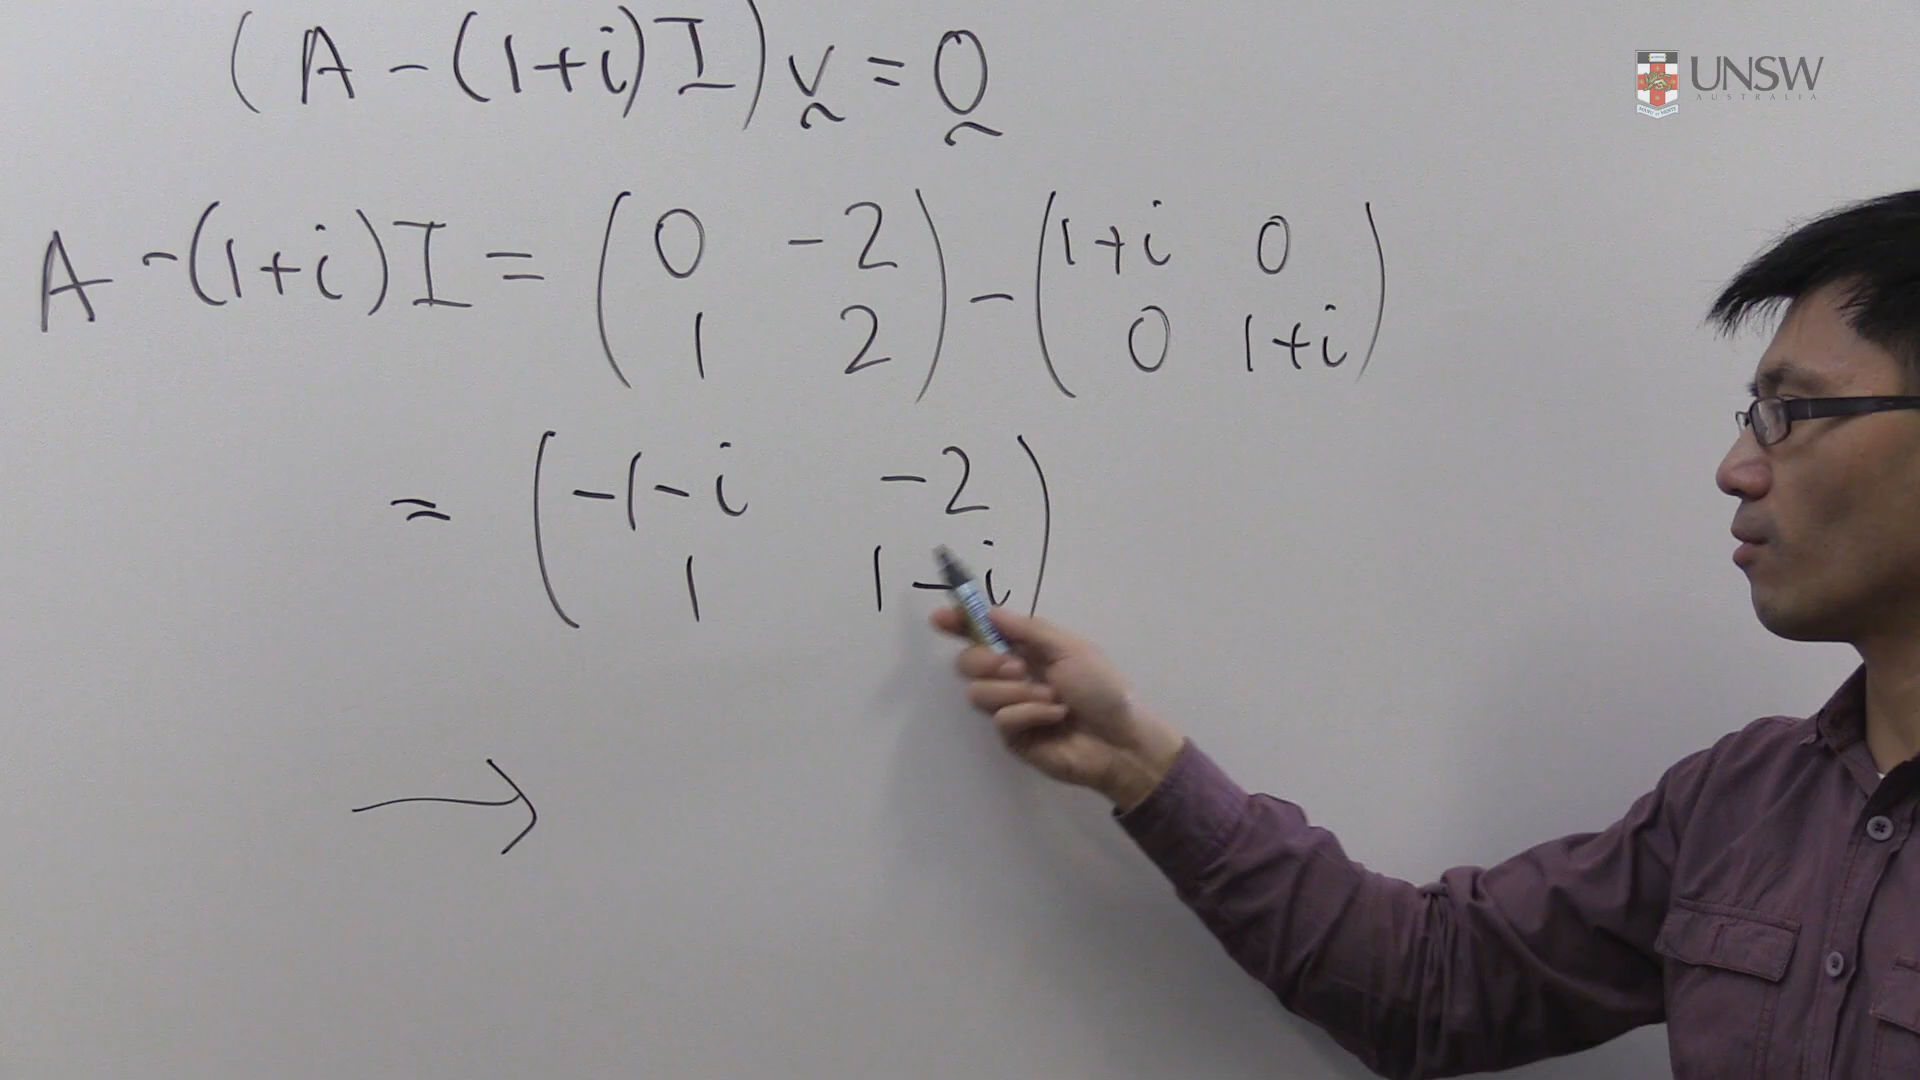 (A - (1+i)I) v = 0
UNSW
AUSTRALIA
A - (1+i)I = (0 -2
1 2) - (1+i 0
0 1+i)
= (-1-i -2
1 1-i)
→